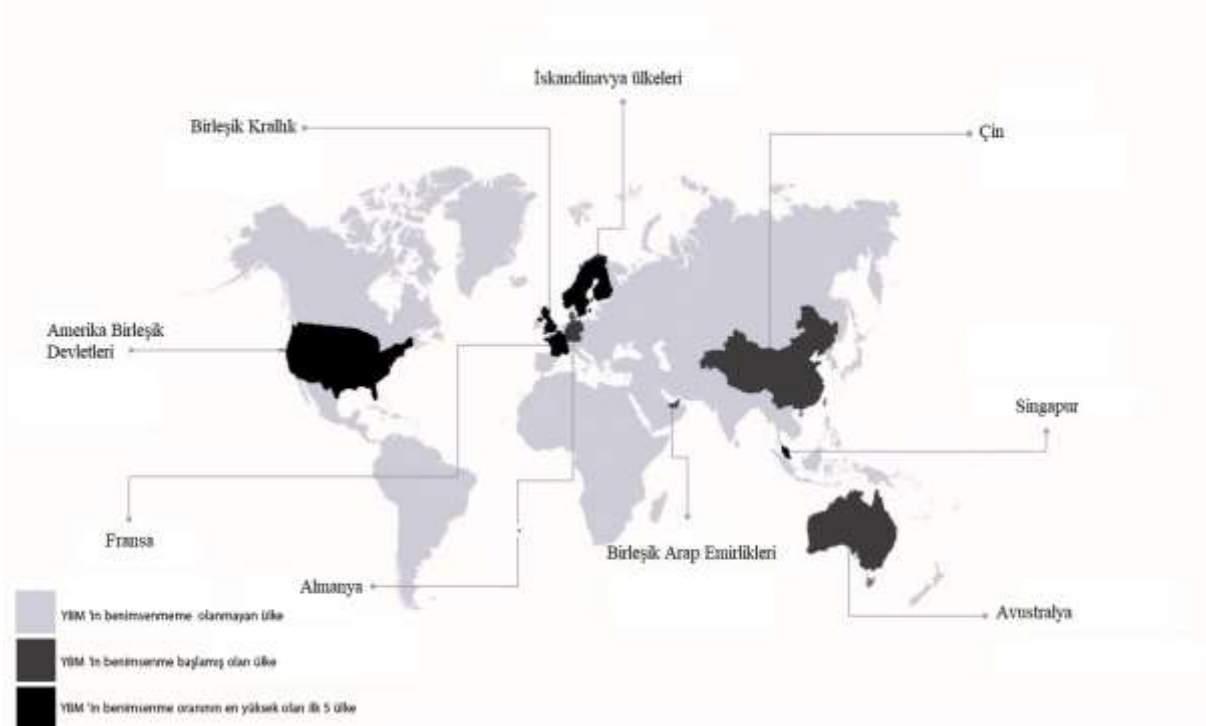 İskandinavya ülkeleri
Birleşik Krallık
Çin
Amerika Birleşik
Devletleri
Singapur
Fransa
Birleşik Arap Emirlikleri
Almanya
Avustralya
YBM 'in benimsenmeme olanmayan ülke
YBM 'in benimsenme başlamış olan ülke
YBM 'in benimsenme oranının en yüksek olan ilk 5 ülke